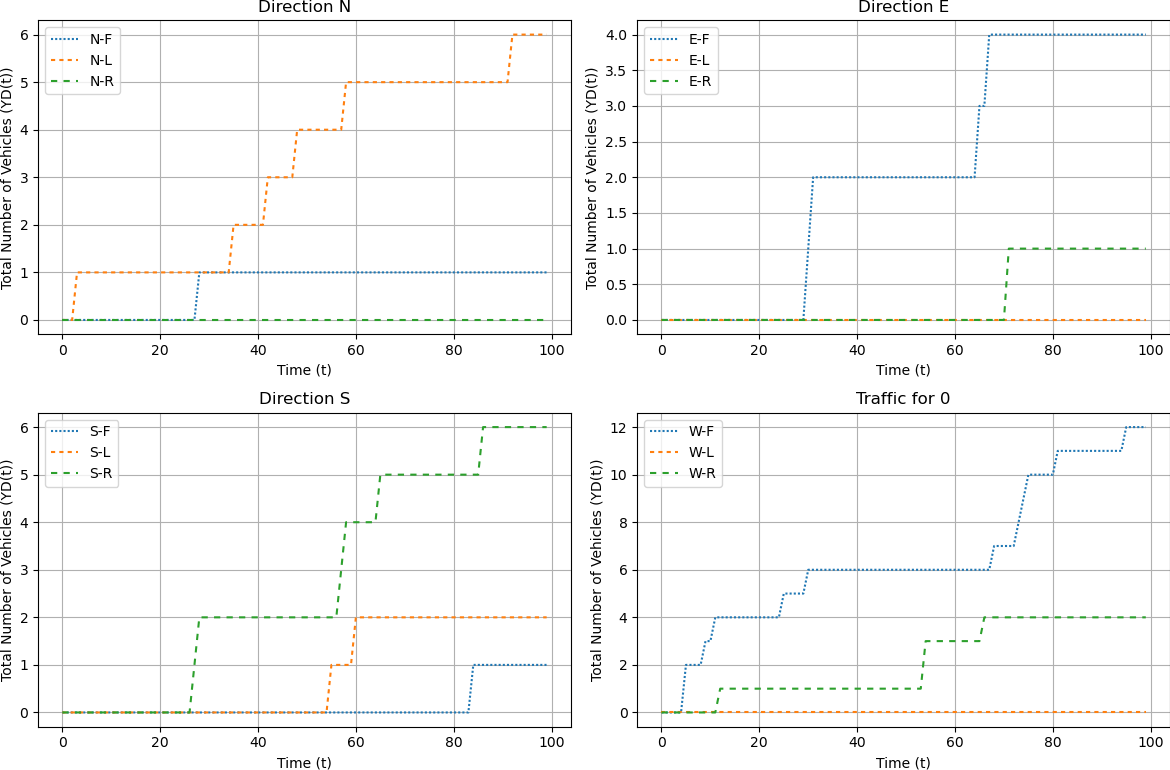 Direction N
Total Number of Vehicles (YD(t))
6
5
4
3
2
1
0
N-F
N-L
N-R
0 20 40 60 80 100
Time (t)
Direction E
Total Number of Vehicles (YD(t))
4.0
3.5
3.0
2.5
2.0
1.5
1.0
0.5
0.0
E-F
E-L
E-R
0 20 40 60 80 100
Time (t)
Direction S
Total Number of Vehicles (YD(t))
6
5
4
3
2
1
0
S-F
S-L
S-R
0 20 40 60 80 100
Time (t)
Traffic for 0
Total Number of Vehicles (YD(t))
12
10
8
6
4
2
0
W-F
W-L
W-R
0 20 40 60 80 100
Time (t)